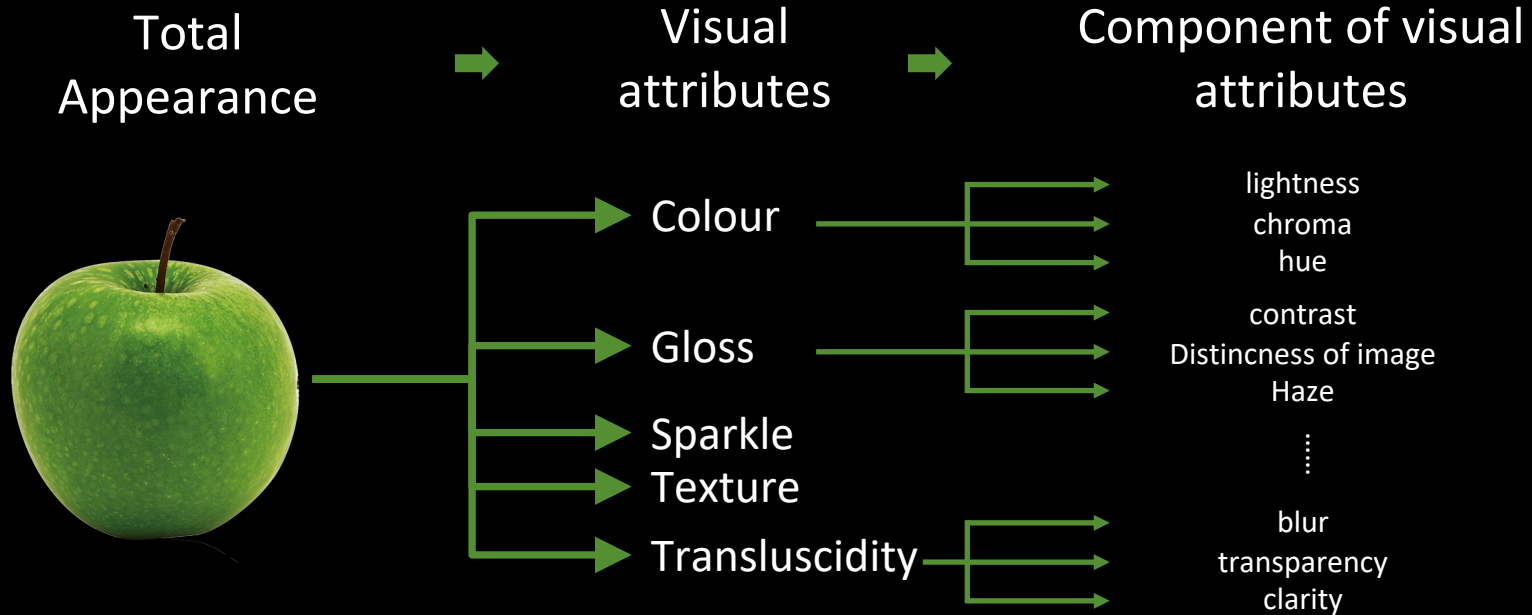 Total
Appearance
Visual
attributes
Component of visual
attributes
Colour
lightness
chroma
hue
Gloss
contrast
Distincness of image
Haze
Sparkle
Texture
......
Transluscidity
blur
transparency
clarity